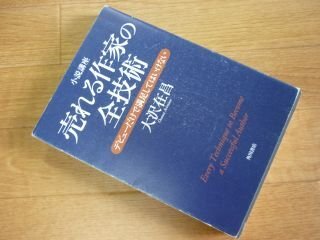 小説講座
売れる作家の
全技術
デビューだけで満足してはいけない
大沢在昌
Every Technique to Become
a Successful Author
角川書店